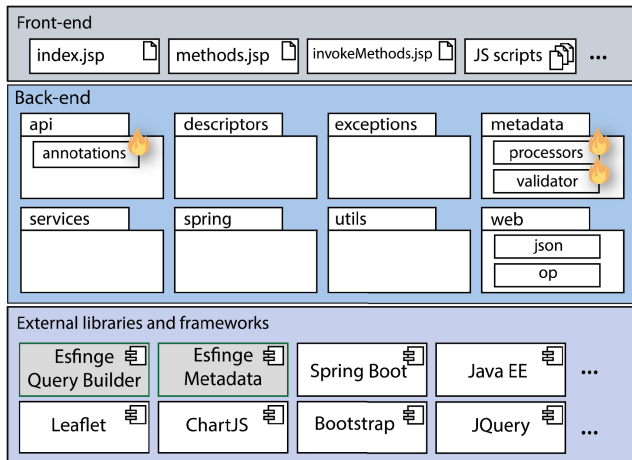 Front-end
index.jsp
methods.jsp
invokeMethods.jsp
JS scripts
...
Back-end
api
annotations
descriptors
exceptions
metadata
processors
validator
services
spring
utils
web
json
op
External libraries and frameworks
Esfinge
Query Builder
Esfinge
Metadata
Spring Boot
Java EE
...
Leaflet
ChartJS
Bootstrap
JQuery
...